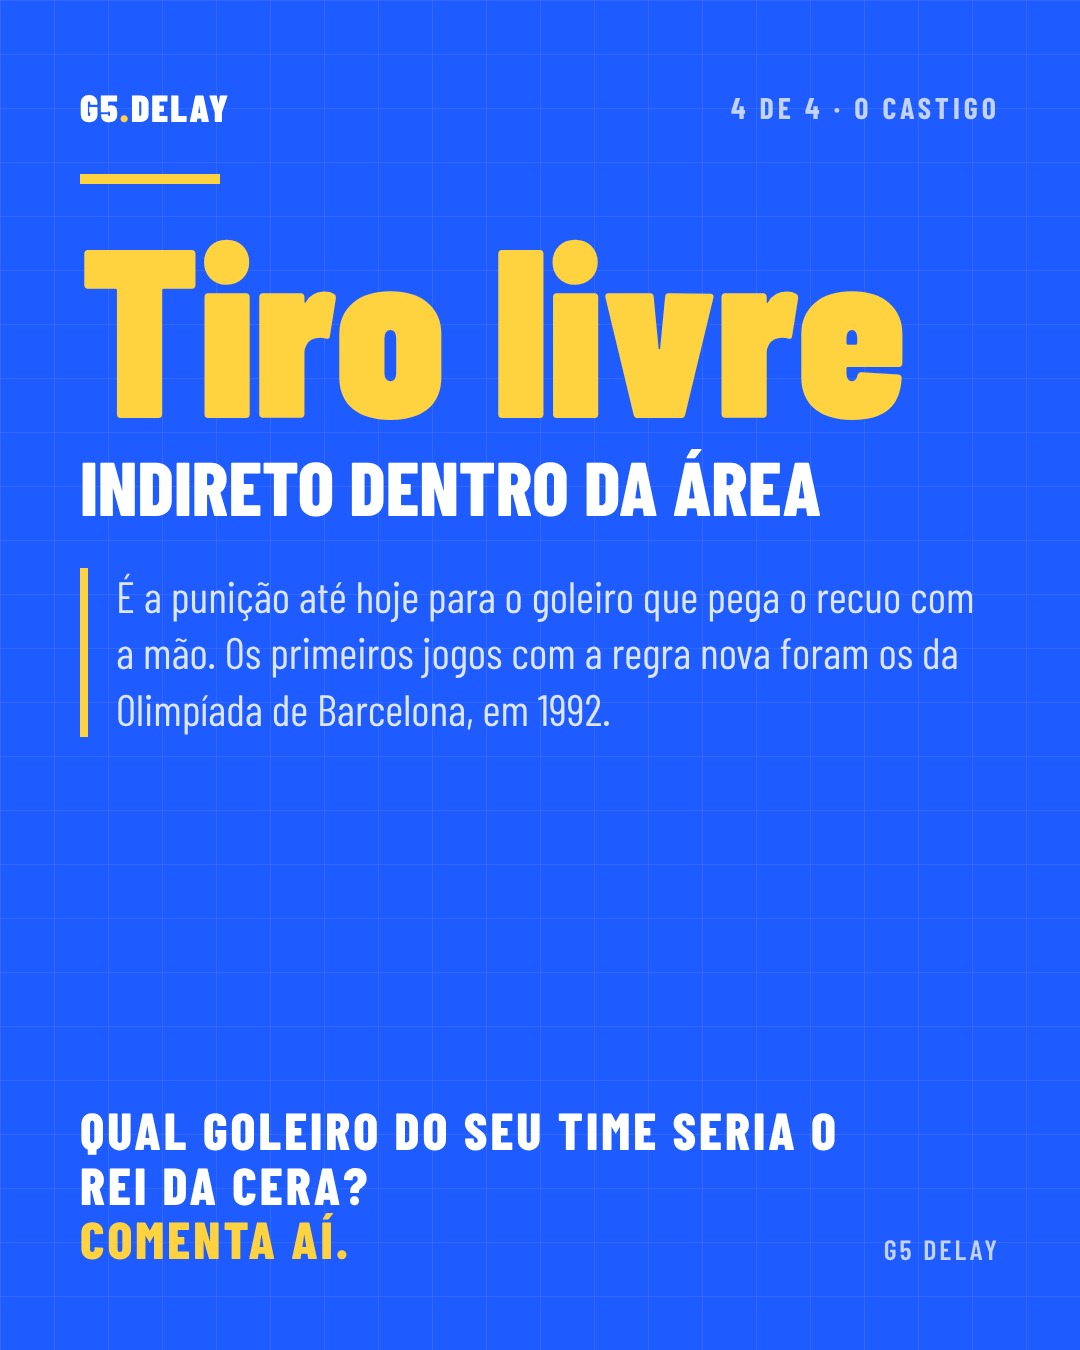 G5.DELAY
4 DE 4 · O CASTIGO
Tiro livre
INDIRETO DENTRO DA ÁREA
É a punição até hoje para o goleiro que pega o recuo com
a mão. Os primeiros jogos com a regra nova foram os da
Olimpíada de Barcelona, em 1992.
QUAL GOLEIRO DO SEU TIME SERIA O
REI DA CERA?
COMENTA AÍ.
G5 DELAY